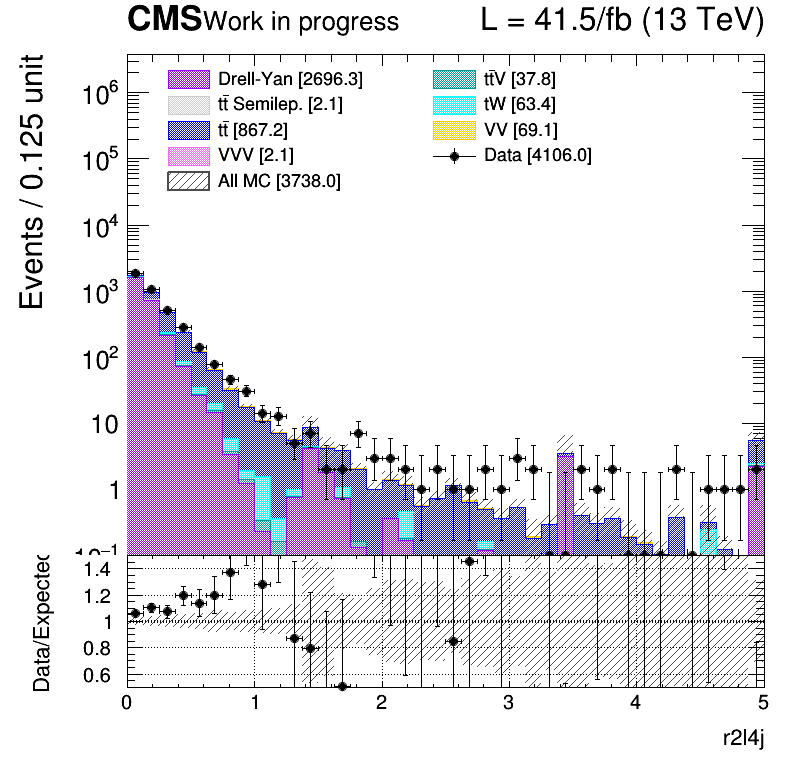 CMS Work in progress L = 41.5/fb (13 TeV)
Events / 0.125 unit
Drell-Yan [2696.3]
tt̄ Semilep. [2.1]
tt̄ [867.2]
VVV [2.1]
All MC [3738.0]
tt̄V [37.8]
tW [63.4]
VV [69.1]
Data [4106.0]
10⁶
10⁵
10⁴
10³
10²
10
1
10⁻¹
Data/Expected
1.4
1.2
1
0.8
0.6
0 1 2 3 4 5
r2l4j